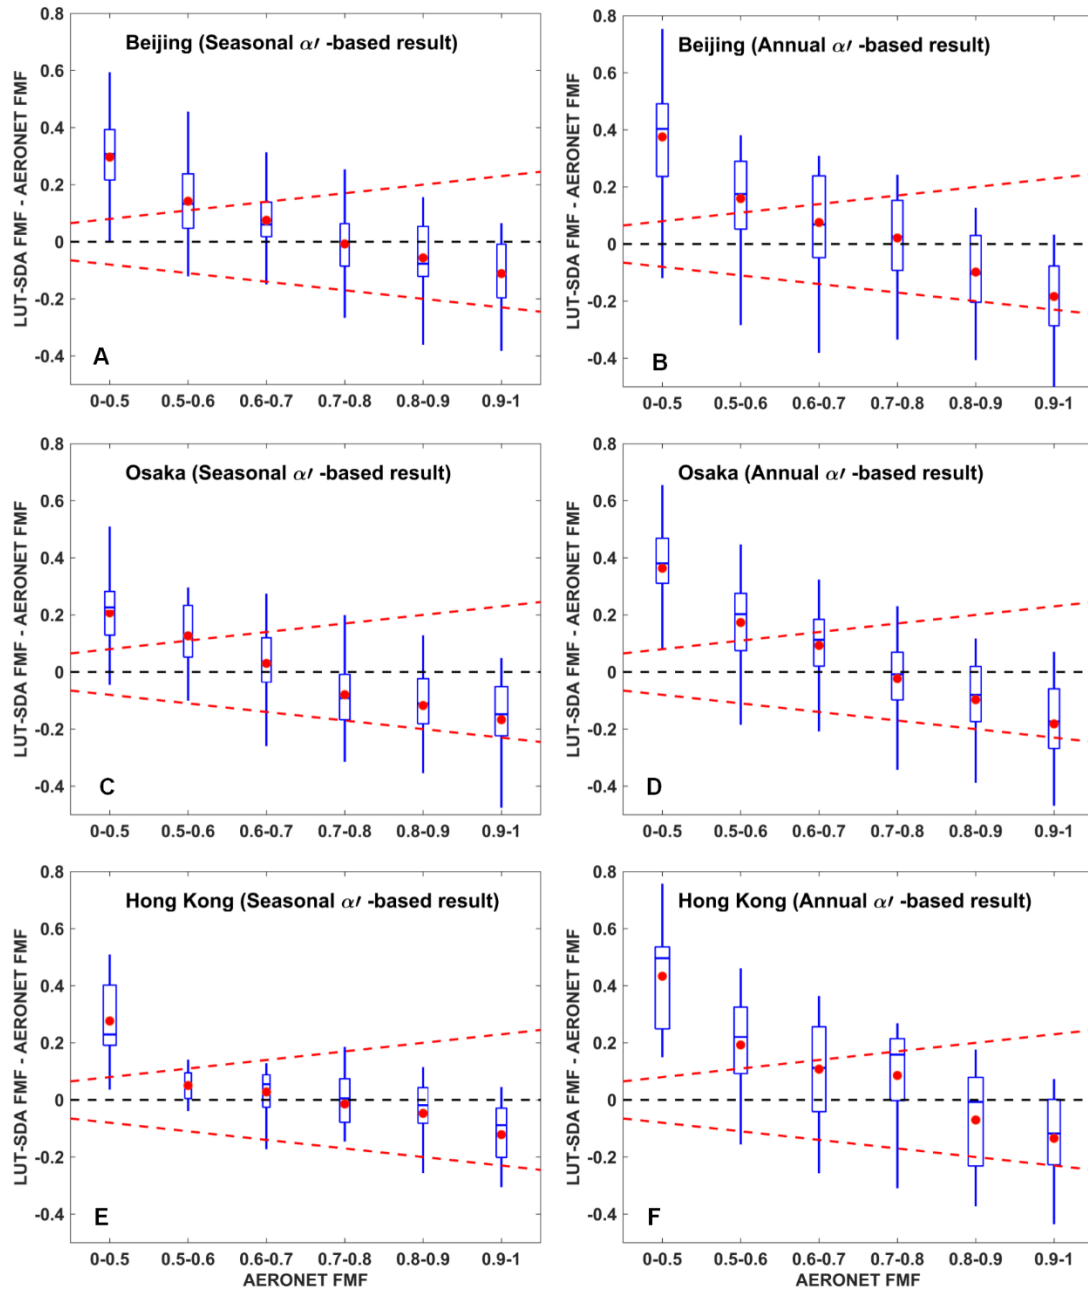 Beijing (Seasonal α′ -based result)
LUT-SDA FMF - AERONET FMF
0.8
0.6
0.4
0.2
0
-0.2
-0.4
A
0-0.5 0.5-0.6 0.6-0.7 0.7-0.8 0.8-0.9 0.9-1
Beijing (Annual α′ -based result)
LUT-SDA FMF - AERONET FMF
0.8
0.6
0.4
0.2
0
-0.2
-0.4
B
0-0.5 0.5-0.6 0.6-0.7 0.7-0.8 0.8-0.9 0.9-1
Osaka (Seasonal α′ -based result)
LUT-SDA FMF - AERONET FMF
0.8
0.6
0.4
0.2
0
-0.2
-0.4
C
0-0.5 0.5-0.6 0.6-0.7 0.7-0.8 0.8-0.9 0.9-1
Osaka (Annual α′ -based result)
LUT-SDA FMF - AERONET FMF
0.8
0.6
0.4
0.2
0
-0.2
-0.4
D
0-0.5 0.5-0.6 0.6-0.7 0.7-0.8 0.8-0.9 0.9-1
Hong Kong (Seasonal α′ -based result)
LUT-SDA FMF - AERONET FMF
0.8
0.6
0.4
0.2
0
-0.2
-0.4
E
0-0.5 0.5-0.6 0.6-0.7 0.7-0.8 0.8-0.9 0.9-1
AERONET FMF
Hong Kong (Annual α′ -based result)
LUT-SDA FMF - AERONET FMF
0.8
0.6
0.4
0.2
0
-0.2
-0.4
F
0-0.5 0.5-0.6 0.6-0.7 0.7-0.8 0.8-0.9 0.9-1
AERONET FMF